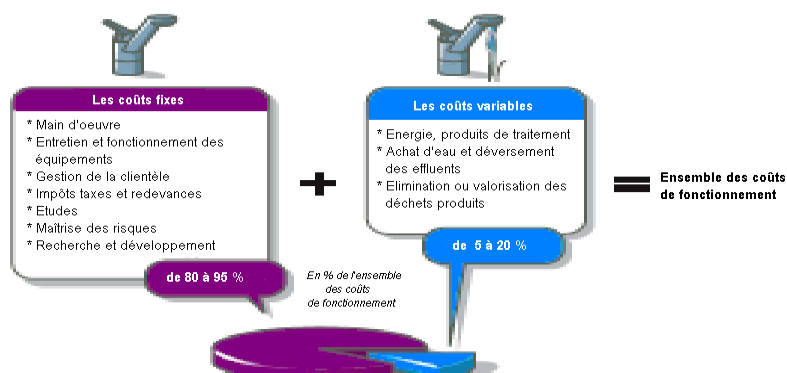 Les coûts fixes
* Main d'oeuvre
* Entretien et fonctionnement des
équipements
* Gestion de la clientèle
* Impôts taxes et redevances
* Etudes
* Maîtrise des risques
* Recherche et développement
de 80 à 95 %
+
Les coûts variables
* Energie, produits de traitement
* Achat d'eau et déversement
des effluents
* Elimination ou valorisation des
déchets produits
de 5 à 20 %
En % de l'ensemble
des coûts
de fonctionnement
=
Ensemble des coûts
de fonctionnement